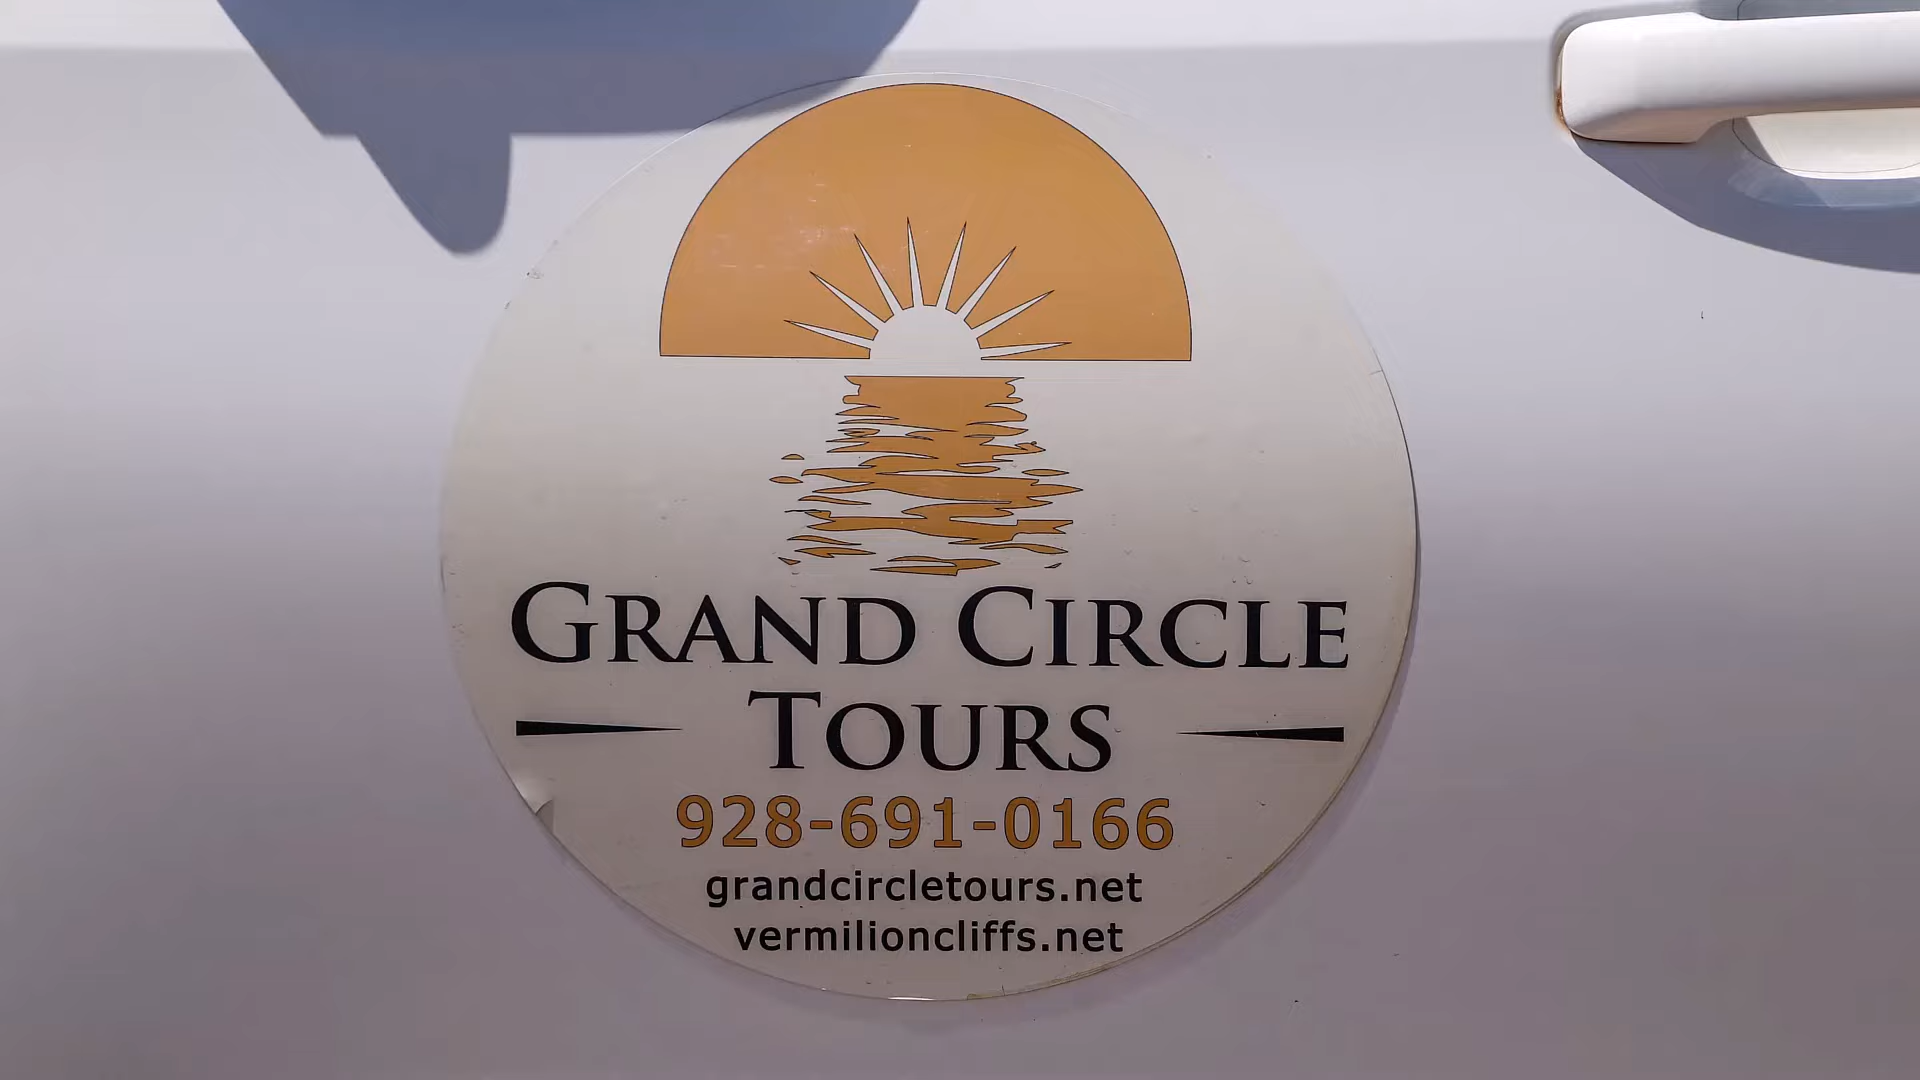 GRAND CIRCLE
TOURS
928-691-0166
grandcircletours.net
vermilioncliffs.net